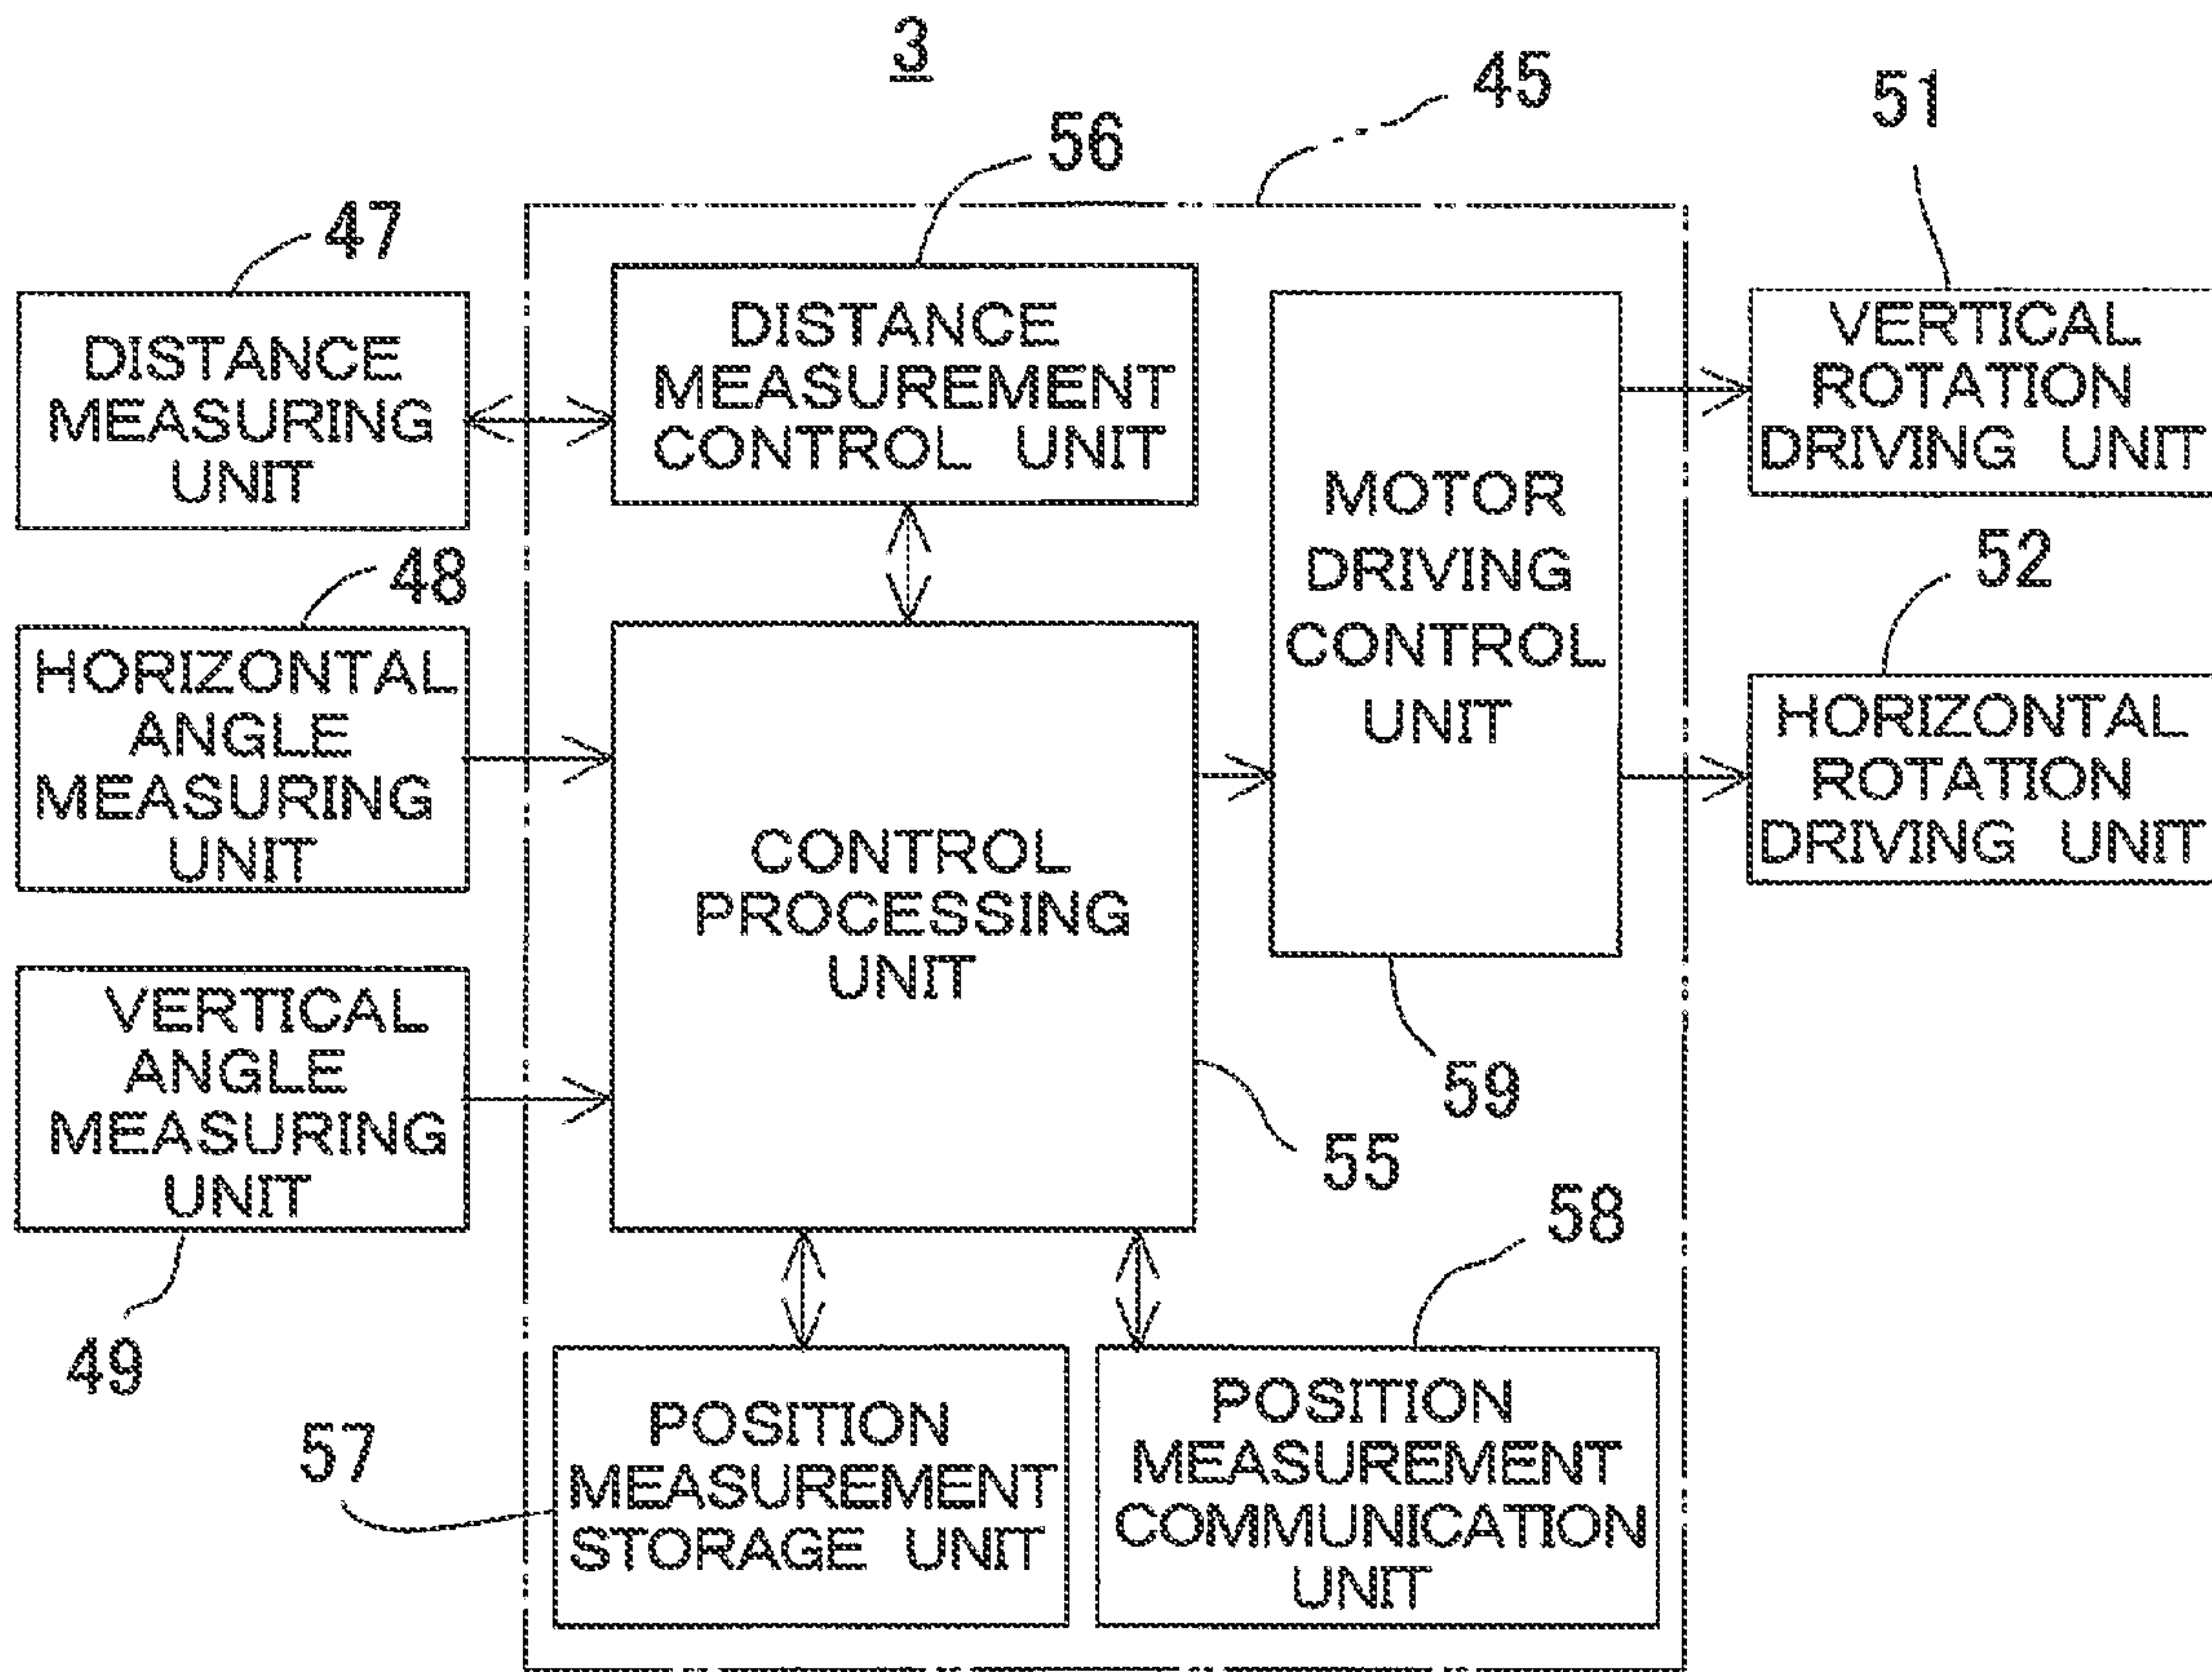 3
45
51
56
47
DISTANCE
MEASURING
UNIT
DISTANCE
MEASUREMENT
CONTROL UNIT
MOTOR
DRIVING
CONTROL
UNIT
VERTICAL
ROTATION
DRIVING UNIT
48
52
HORIZONTAL
ANGLE
MEASURING
UNIT
CONTROL
PROCESSING
UNIT
HORIZONTAL
ROTATION
DRIVING UNIT
VERTICAL
ANGLE
MEASURING
UNIT
59
55
58
49
57
POSITION
MEASUREMENT
STORAGE UNIT
POSITION
MEASUREMENT
COMMUNICATION
UNIT